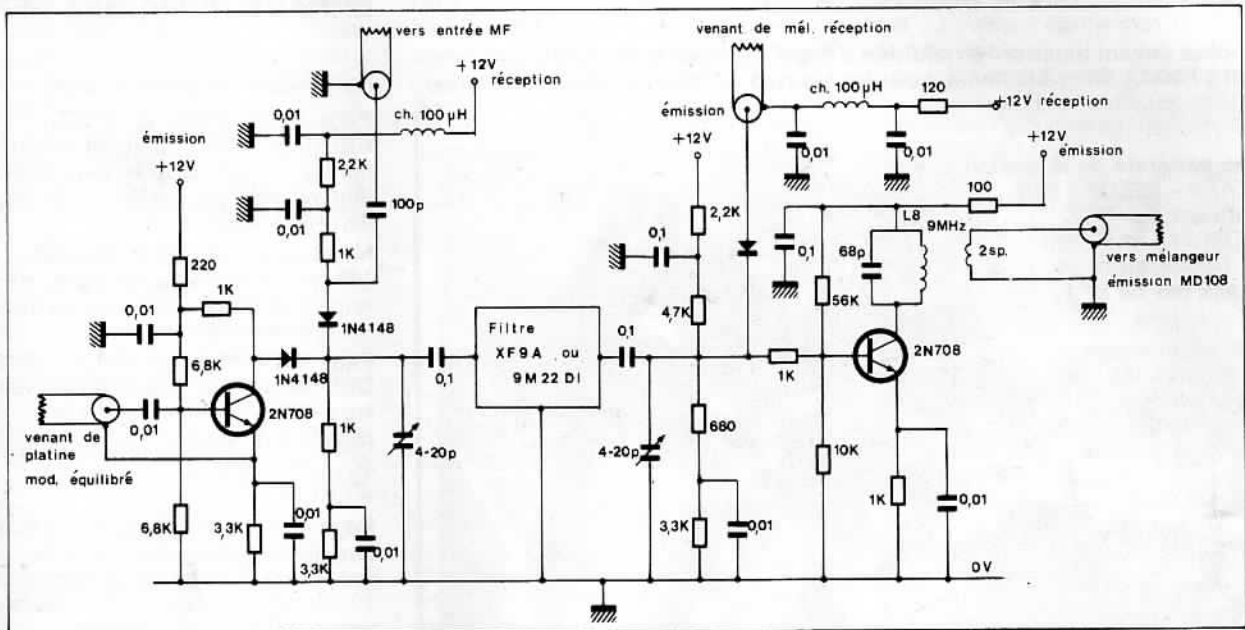 vers entrée MF
+12V
réception
ch. 100 µH
0,01
émission
+12V
2,2K
0,01
100p
1K
220
1K
0,01
1N4148
6,8K
1N4148
2N708
0,01
venant de
platine
mod. équilibré
6,8K
3,3K
0,01
1K
3,3K
0,01
4-20p
0,1
Filtre
XF9A ou
9M22 DI
0,1
4-20p
venant de mél. réception
émission
+12V
ch. 100µH
120
+12V réception
0,01
0,01
+12V
émission
100
2,2K
0,1
4,7K
0,1
L8
9MHz
68p
2sp.
56K
vers mélangeur
émission MD108
1K
2N708
680
10K
3,3K
0,01
1K
0,01
0V